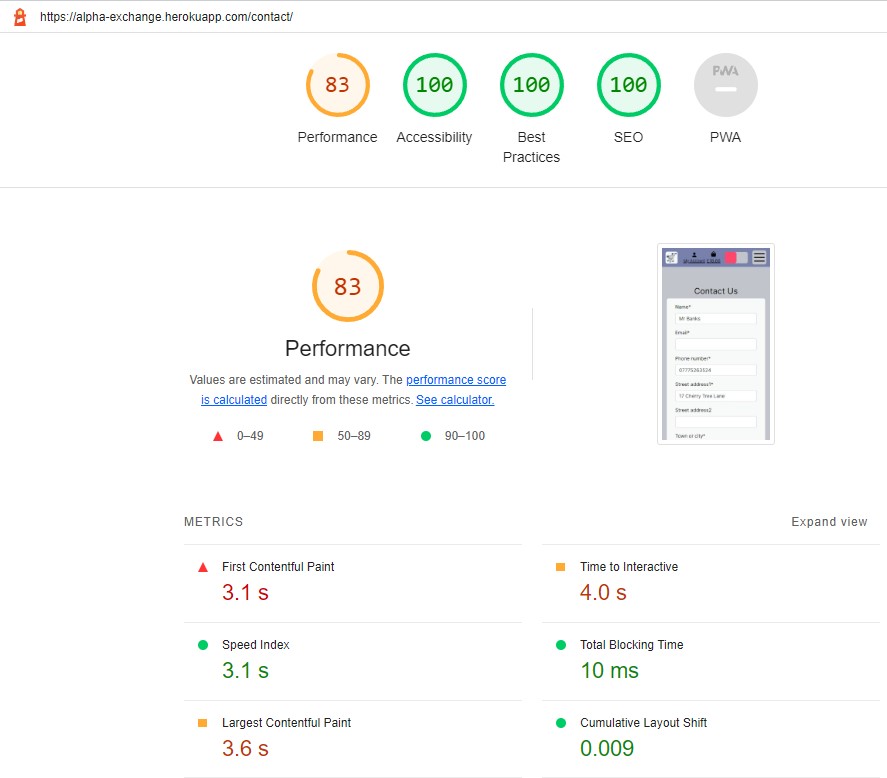 https://alpha-exchange.herokuapp.com/contact/
83
100
100
100
PWA
Performance
Accessibility
Best
Practices
SEO
PWA
83
Performance
Values are estimated and may vary. The performance score
is calculated directly from these metrics. See calculator.
0–49
50–89
90–100
Contact Us
Name*
Mr Banks
Email*
Phone number*
07775263524
Street address1*
17 Cherry Tree Lane
Street address2
Town or city*
METRICS
Expand view
First Contentful Paint
3.1 s
Time to Interactive
4.0 s
Speed Index
3.1 s
Total Blocking Time
10 ms
Largest Contentful Paint
3.6 s
Cumulative Layout Shift
0.009